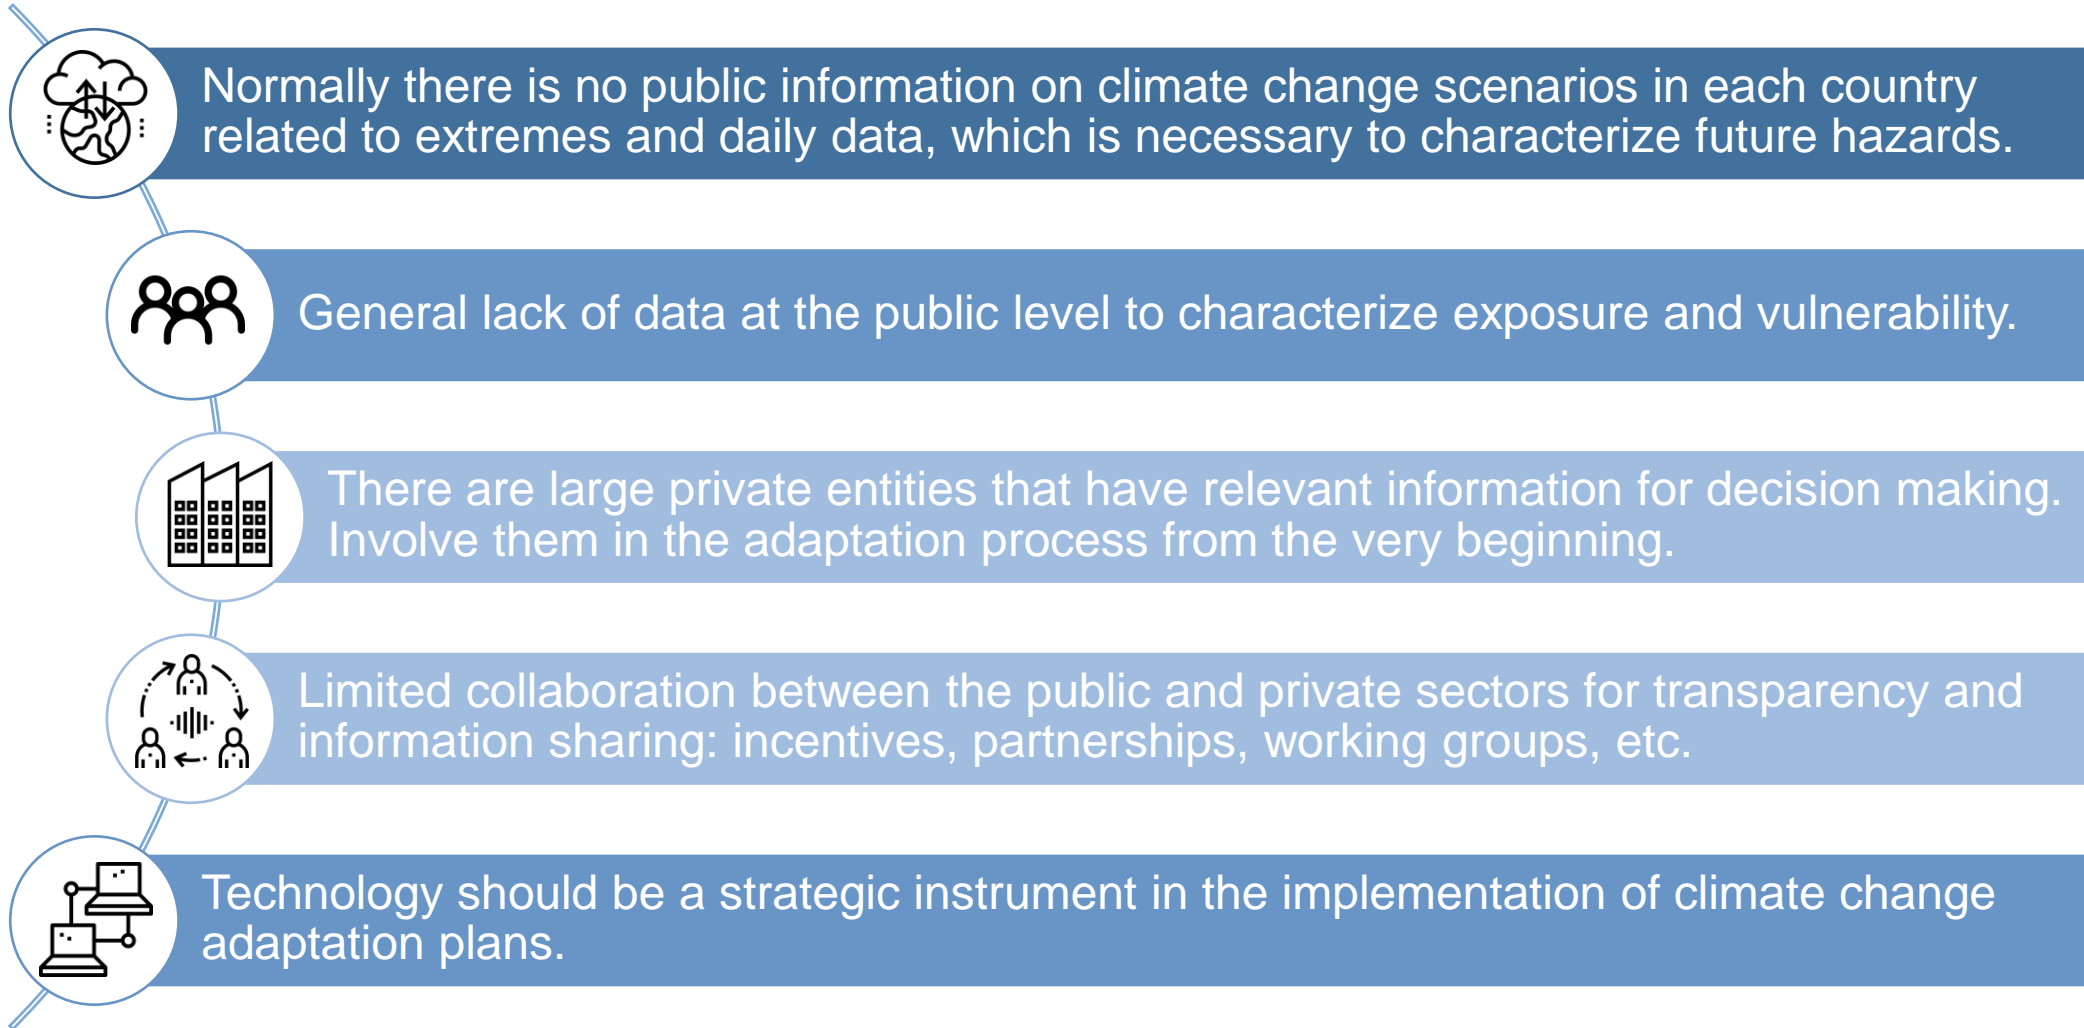 Normally there is no public information on climate change scenarios in each country
related to extremes and daily data, which is necessary to characterize future hazards.
General lack of data at the public level to characterize exposure and vulnerability.
There are large private entities that have relevant information for decision making.
Involve them in the adaptation process from the very beginning.
Limited collaboration between the public and private sectors for transparency and
information sharing: incentives, partnerships, working groups, etc.
Technology should be a strategic instrument in the implementation of climate change
adaptation plans.